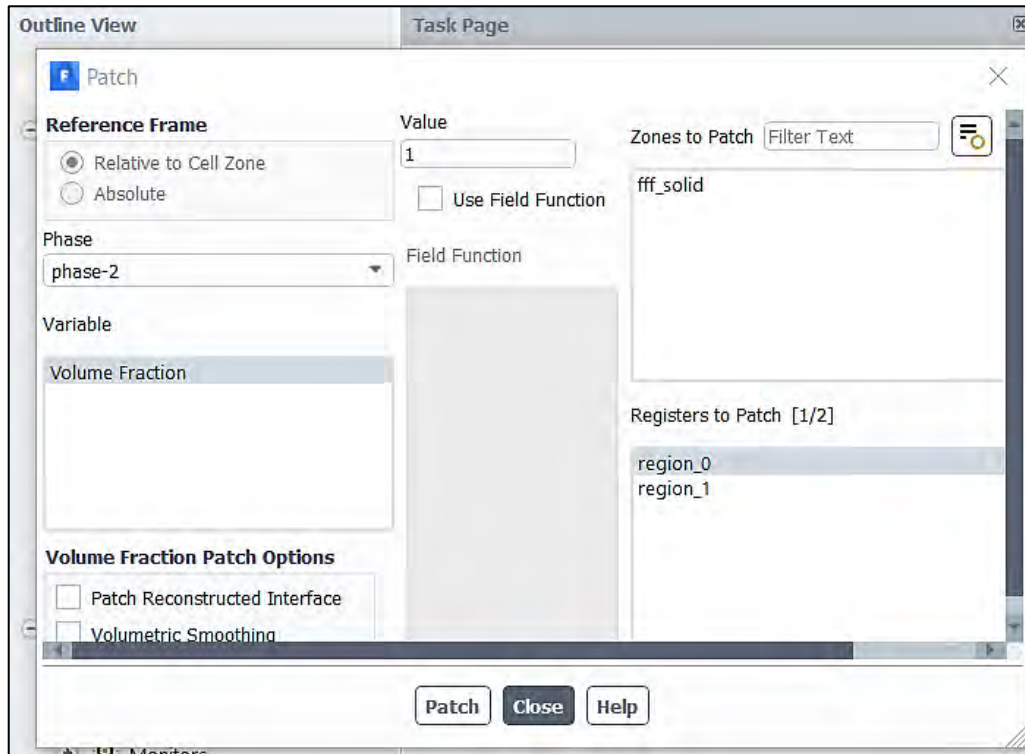 Outline View
Task Page
Patch
Reference Frame
Relative to Cell Zone
Absolute
Phase
phase-2
Variable
Volume Fraction
Volume Fraction Patch Options
Patch Reconstructed Interface
Volumetric Smoothing
Value
1
Use Field Function
Field Function
Zones to Patch Filter Text
fff_solid
Registers to Patch [1/2]
region_0
region_1
Patch Close Help
Monitors